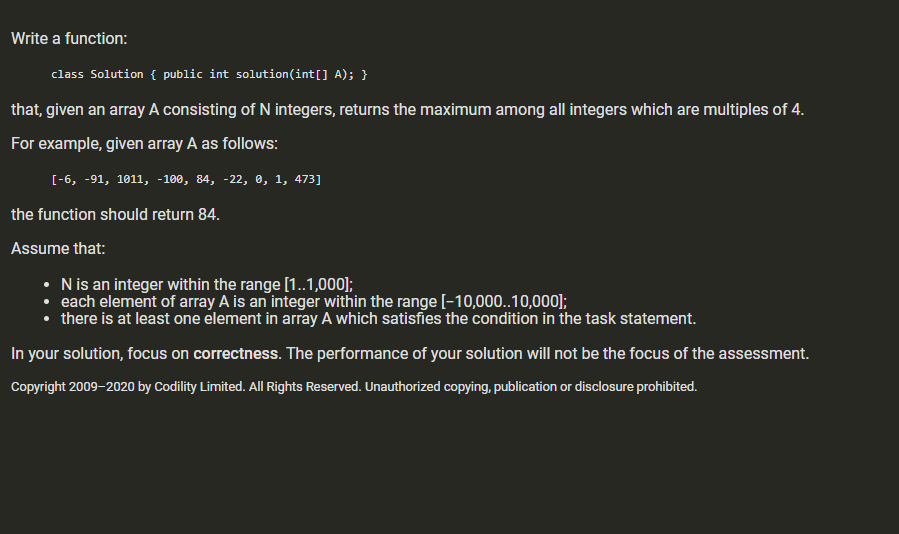 Write a function:
class Solution { public int solution(int[] A); }
that, given an array A consisting of N integers, returns the maximum among all integers which are multiples of 4.
For example, given array A as follows:
[-6, -91, 1011, -100, 84, -22, 0, 1, 473]
the function should return 84.
Assume that:
• N is an integer within the range [1..1,000];
• each element of array A is an integer within the range [−10,000..10,000];
• there is at least one element in array A which satisfies the condition in the task statement.
In your solution, focus on correctness. The performance of your solution will not be the focus of the assessment.
Copyright 2009–2020 by Codility Limited. All Rights Reserved. Unauthorized copying, publication or disclosure prohibited.